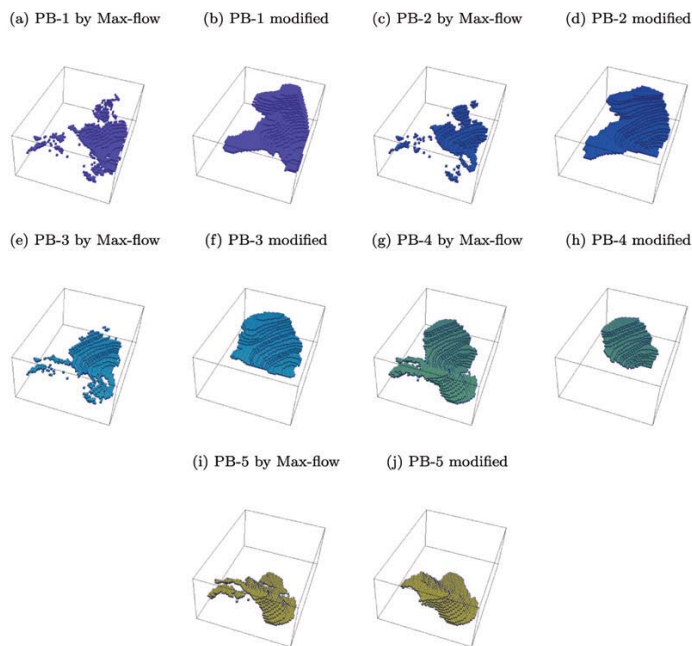 (a) PB-1 by Max-flow
(b) PB-1 modified
(c) PB-2 by Max-flow
(d) PB-2 modified
(e) PB-3 by Max-flow
(f) PB-3 modified
(g) PB-4 by Max-flow
(h) PB-4 modified
(i) PB-5 by Max-flow
(j) PB-5 modified